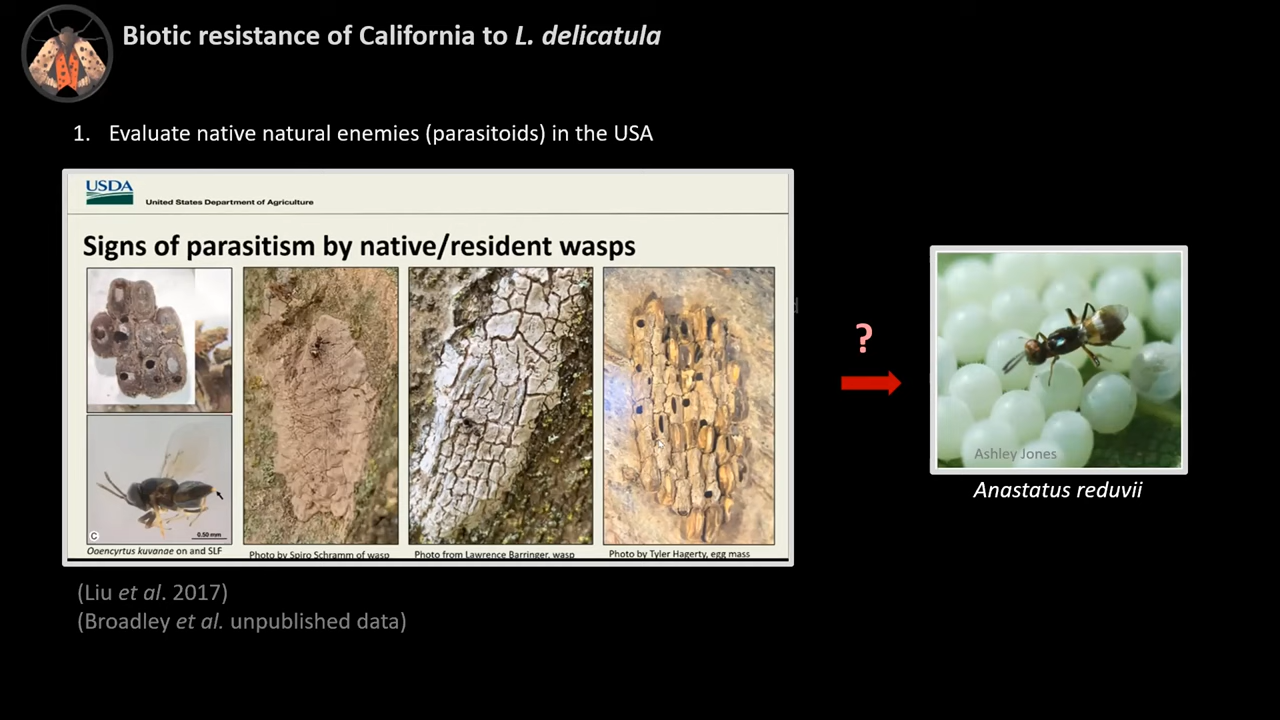 Biotic resistance of California to L. delicatula
1. Evaluate native natural enemies (parasitoids) in the USA
USDA
United States Department of Agriculture
Signs of parasitism by native/resident wasps
C
0.50 mm
Ooencyrtus kuvanae on and SLF
Photo by Spiro Schramm of wasp
Photo from Lawrence Barringer, wasp
Photo by Tyler Hagerty, egg mass
?
Ashley Jones
Anastatus reduvii
(Liu et al. 2017)
(Broadley et al. unpublished data)